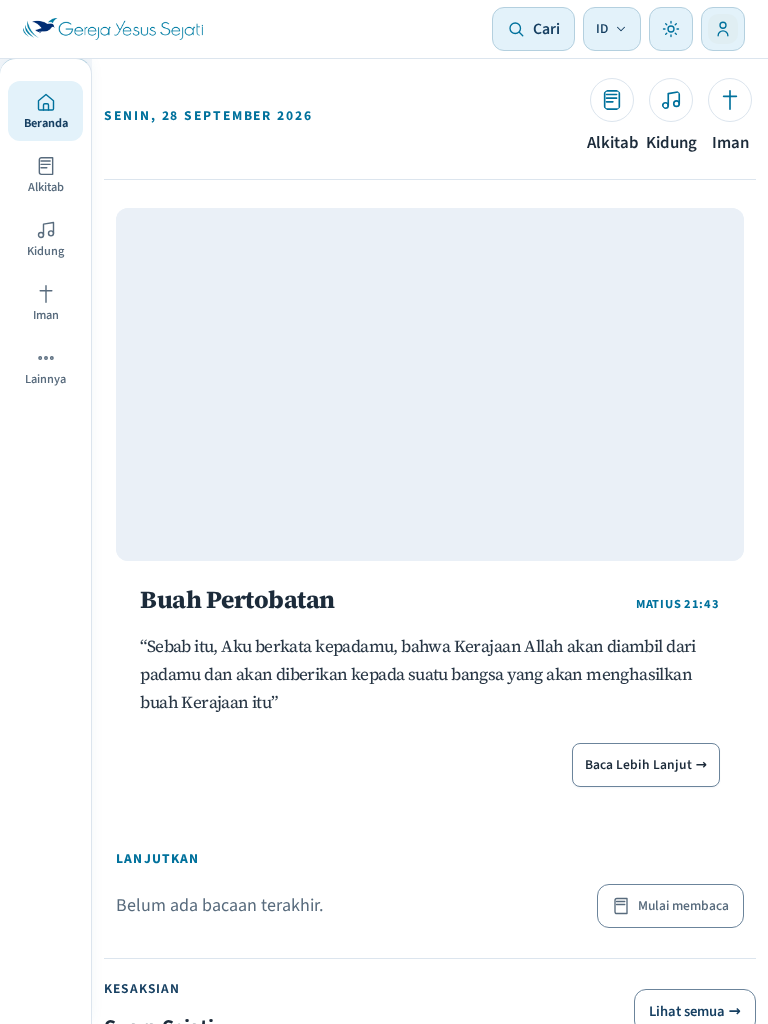 Gereja Yesus Sejati
Cari
ID
Beranda
Alkitab
Kidung
Iman
Lainnya
SENIN, 28 SEPTEMBER 2026
Alkitab
Kidung
Iman
Buah Pertobatan
MATIUS 21:43
“Sebab itu, Aku berkata kepadamu, bahwa Kerajaan Allah akan diambil dari
padamu dan akan diberikan kepada suatu bangsa yang akan menghasilkan
buah Kerajaan itu”
Baca Lebih Lanjut →
LANJUTKAN
Belum ada bacaan terakhir.
Mulai membaca
KESAKSIAN
Lihat semua →